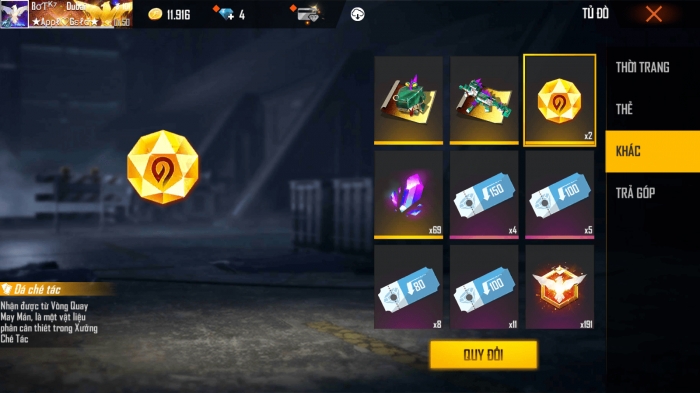 11.916
4
TỦ ĐỒ
THỜI TRANG
THẺ
KHÁC
TRẢ GÓP
x2
x69
150
x4
100
x5
80
x8
100
x11
x191
Đá chế tác
Nhận được từ Vòng Quay
May Mắn, là một vật liệu
phân cần thiết trong Xưởng
Chế Tác
QUY ĐỔI